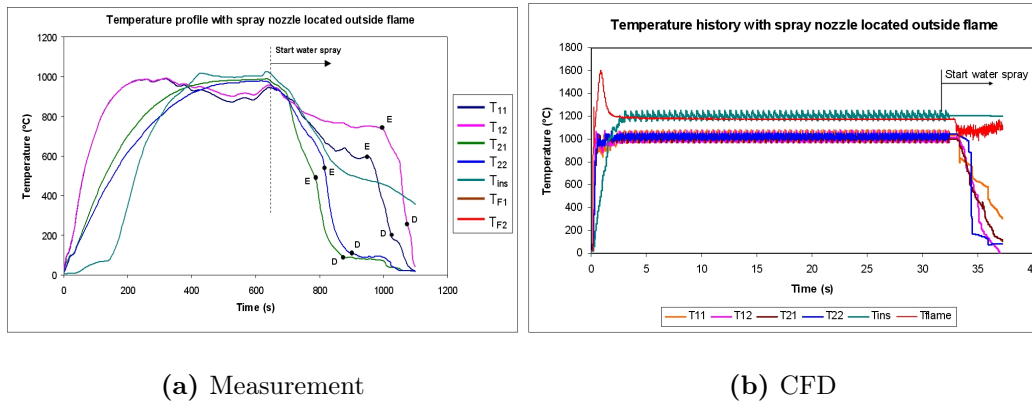 Temperature profile with spray nozzle located outside flame
1200
1000
800
600
400
200
0
Temperature (ºC)
0 200 400 600 800 1000 1200
Time (s)
Start water spray
E
E
E
E
D
D
D
D
T11
T12
T21
T22
Tins
TF1
TF2
(a) Measurement
Temperature history with spray nozzle located outside flame
1800
1600
1400
1200
1000
800
600
400
200
0
Temperature (ºC)
0 5 10 15 20 25 30 35 4
Time (s)
Start water spray
T11 T12 T21 T22 Tins Tflame
(b) CFD